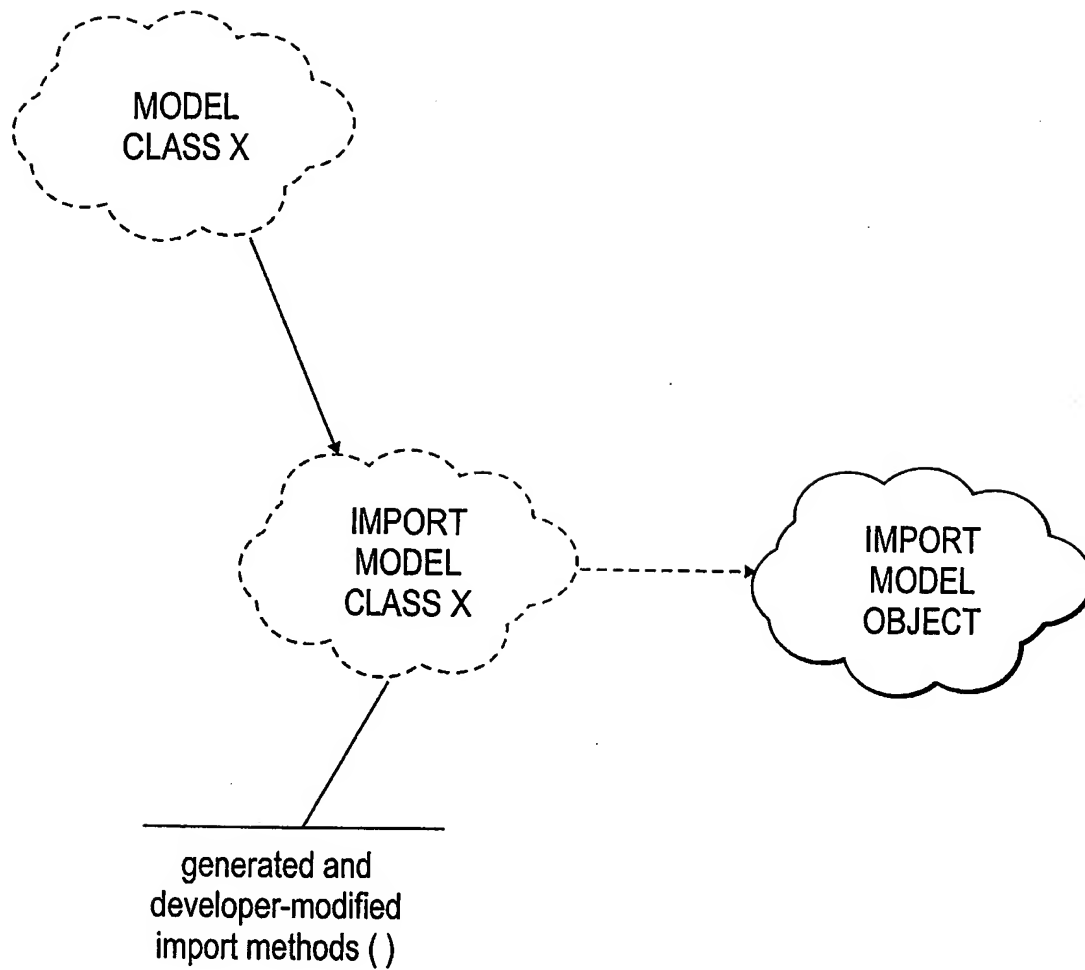 MODEL
CLASS X
IMPORT
MODEL
CLASS X
IMPORT
MODEL
OBJECT
generated and
developer-modified
import methods ( )